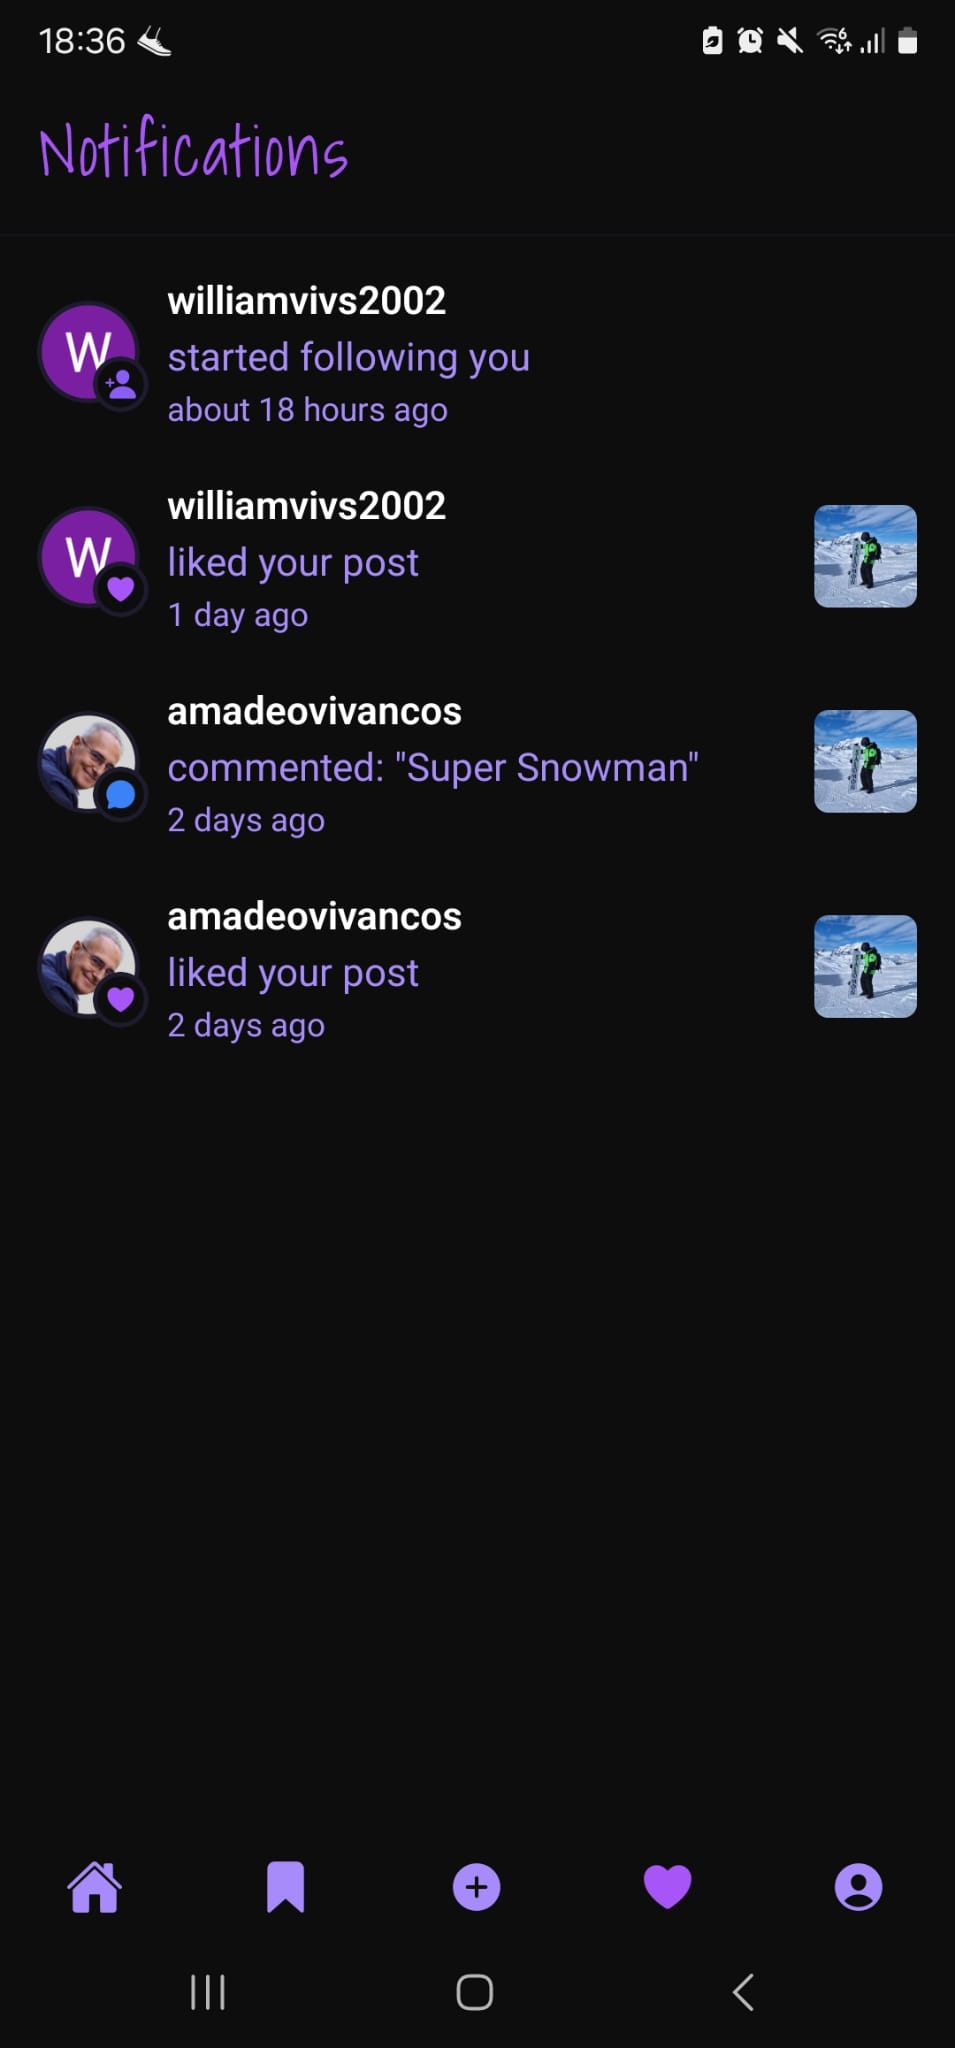 18:36
Notifications
williamvivs2002
started following you
about 18 hours ago
W
williamvivs2002
liked your post
1 day ago
W
amadeovivancos
commented: "Super Snowman"
2 days ago
amadeovivancos
liked your post
2 days ago